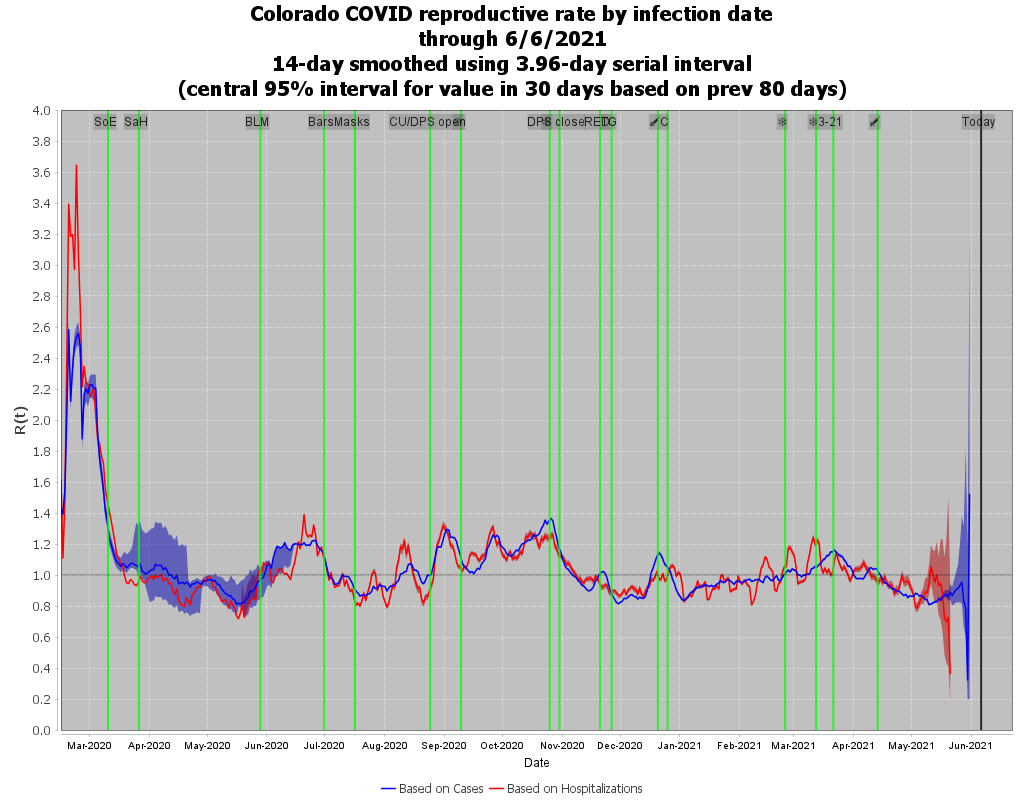 Colorado COVID reproductive rate by infection date
through 6/6/2021
14-day smoothed using 3.96-day serial interval
(central 95% interval for value in 30 days based on prev 80 days)
SoE SaH BLM BarsMasks CU/DPS open DPS close C 3-21 Today
4.0
3.8
3.6
3.4
3.2
3.0
2.8
2.6
2.4
2.2
2.0
1.8
1.6
1.4
1.2
1.0
0.8
0.6
0.4
0.2
0.0
R(t)
Mar-2020 Apr-2020 May-2020 Jun-2020 Jul-2020 Aug-2020 Sep-2020 Oct-2020 Nov-2020 Dec-2020 Jan-2021 Feb-2021 Mar-2021 Apr-2021 May-2021 Jun-2021
Date
Based on Cases Based on Hospitalizations